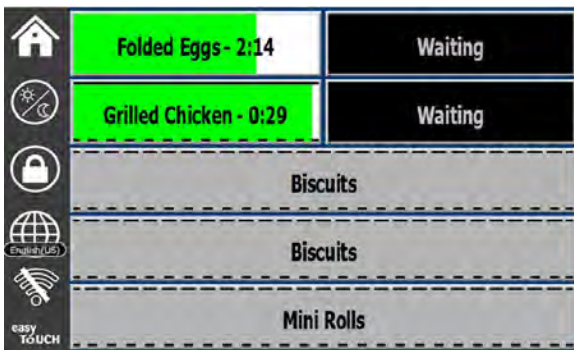 Folded Eggs - 2:14
Waiting
Grilled Chicken - 0:29
Waiting
Biscuits
English(US)
Biscuits
Mini Rolls
easy
ToUCH